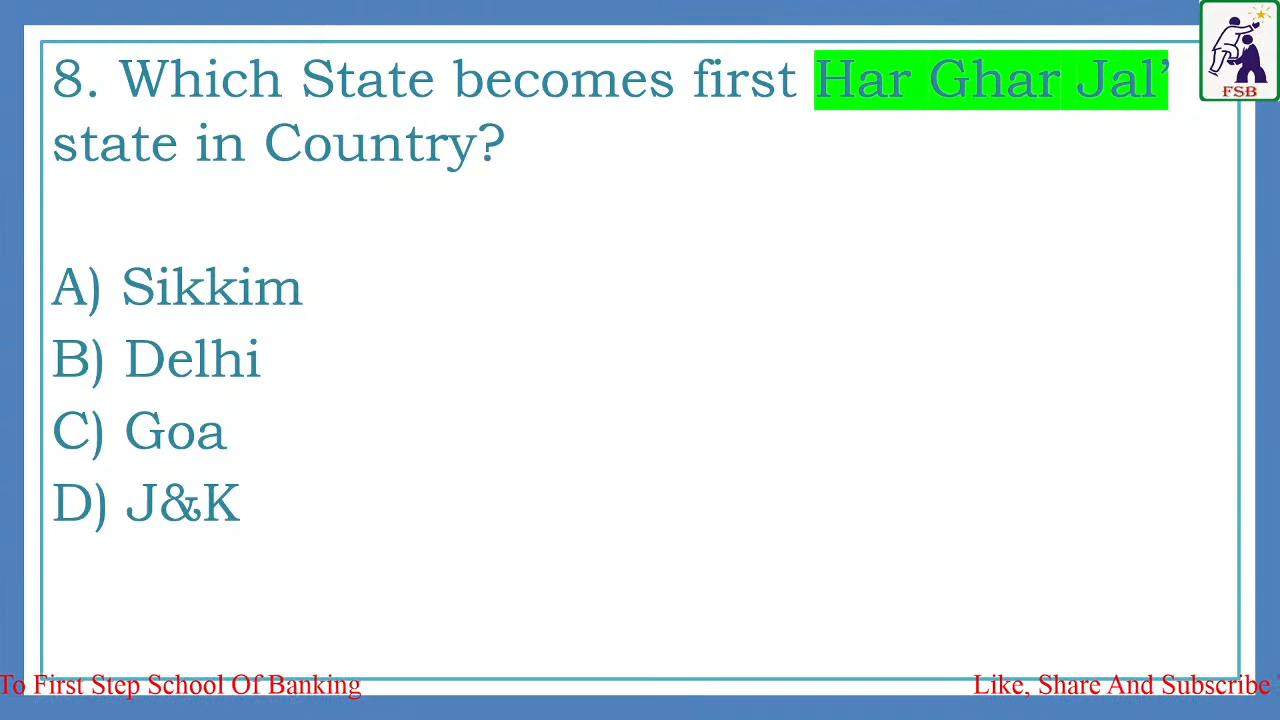 8. Which State becomes first Har Ghar Jal’
state in Country?
A) Sikkim
B) Delhi
C) Goa
D) J&K
FSB
To First Step School Of Banking
Like, Share And Subscribe